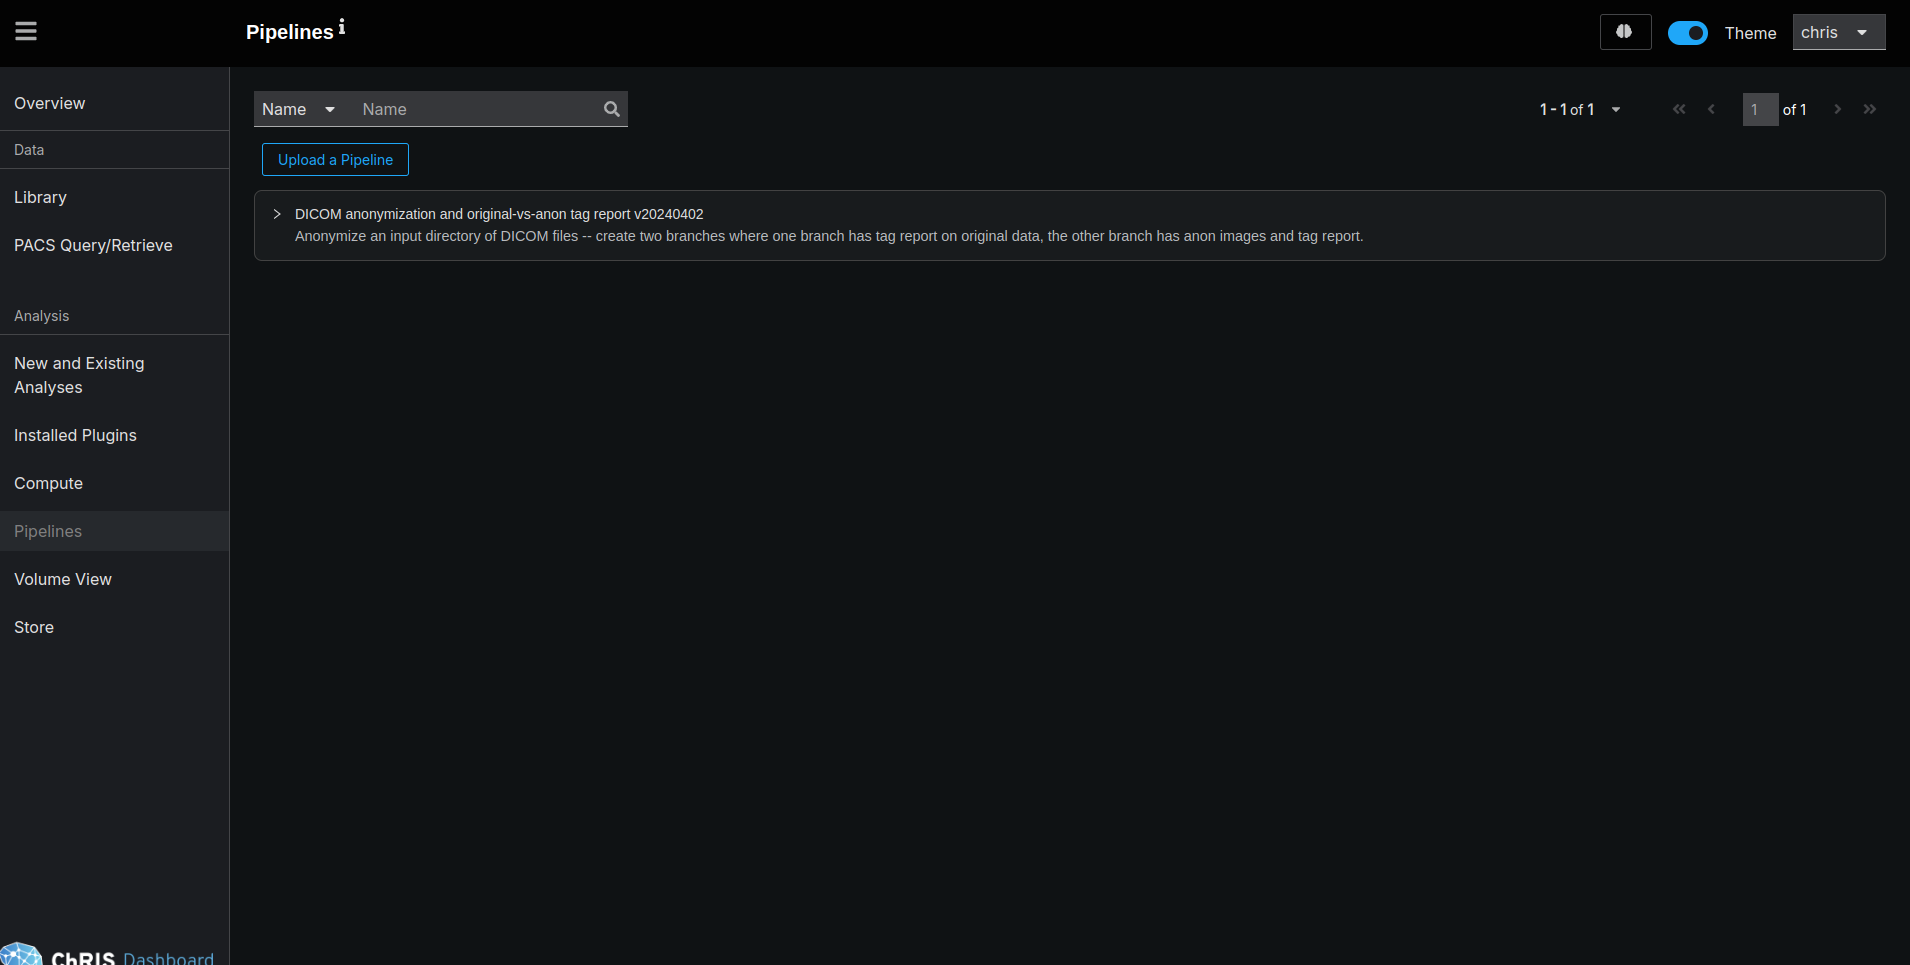 Pipelines i
Theme
chris
Overview
Data
Library
PACS Query/Retrieve
Analysis
New and Existing
Analyses
Installed Plugins
Compute
Pipelines
Volume View
Store
ChRIS Dashboard
Name
Name
1 - 1 of 1
1 of 1
Upload a Pipeline
DICOM anonymization and original-vs-anon tag report v20240402
Anonymize an input directory of DICOM files -- create two branches where one branch has tag report on original data, the other branch has anon images and tag report.